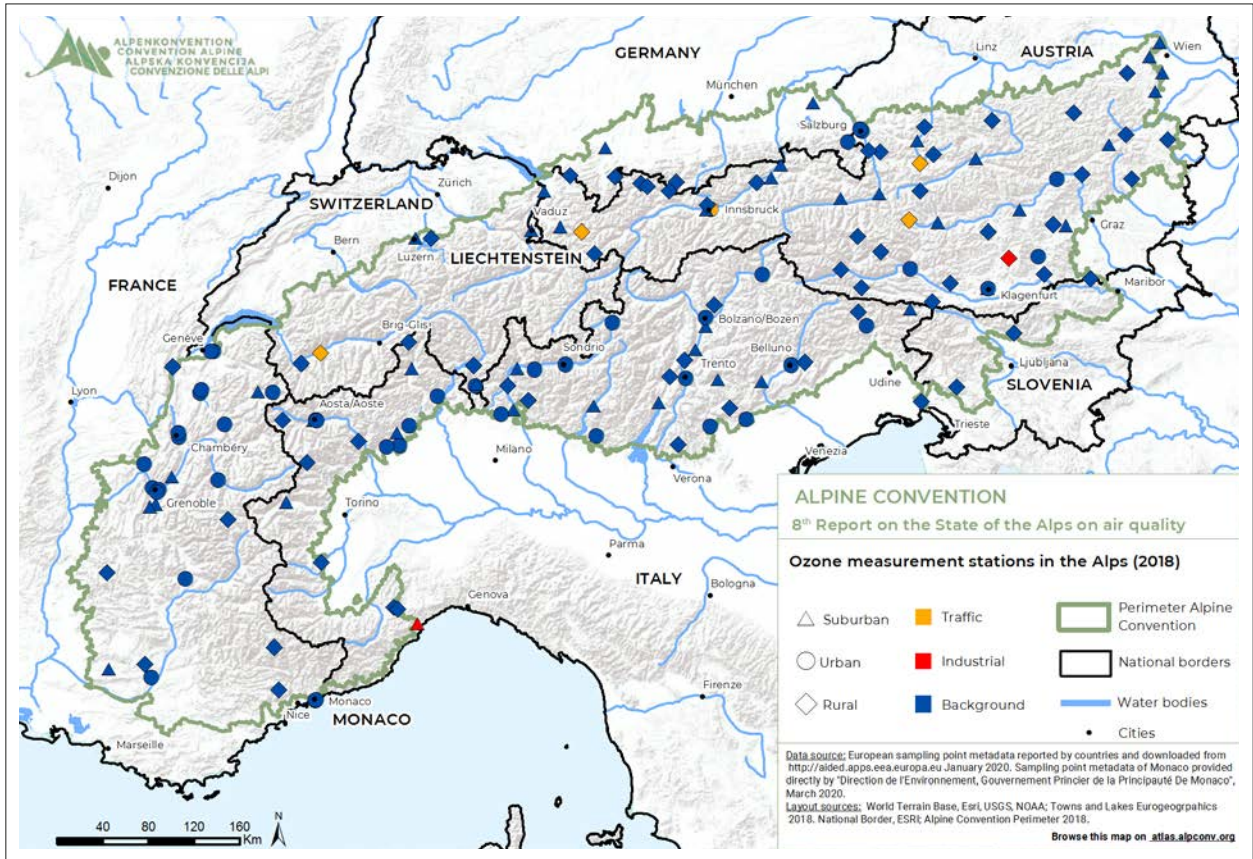 ALPENKONVENTION
CONVENTION ALPINE
ALPSKA KONVENCIJA
CONVENZIONE DELLE ALPI
GERMANY
Linz
AUSTRIA
Wien
München
Salzburg
Dijon
Zürich
SWITZERLAND
Vaduz
Innsbruck
Bern
Luzern
LIECHTENSTEIN
Graz
FRANCE
Maribor
Klagenfurt
Bolzano/Bozen
Genève
Brig-Glis
Sondrio
Belluno
Trento
Ljubljana
Lyon
Udine
SLOVENIA
Aosta/Aoste
Trieste
Chambéry
Milano
Venezia
Verona
Grenoble
Torino
Parma
ITALY
Bologna
Genova
Firenze
Monaco
Nice
MONACO
Marseille
40 80 120 160
Km
N
ALPINE CONVENTION
8th Report on the State of the Alps on air quality
Ozone measurement stations in the Alps (2018)
Suburban
Traffic
Perimeter Alpine
Convention
Urban
Industrial
National borders
Rural
Background
Water bodies
Cities
Data source: European sampling point metadata reported by countries and downloaded from
http://aided.apps.eea.europa.eu January 2020. Sampling point metadata of Monaco provided
directly by "Direction de l'Environnement, Gouvernement Princier de la Principauté De Monaco",
March 2020.
Layout sources: World Terrain Base, Esri, USGS, NOAA; Towns and Lakes Eurogeogrpahics
2018. National Border, ESRI; Alpine Convention Perimeter 2018.
Browse this map on atlas.alpconv.org